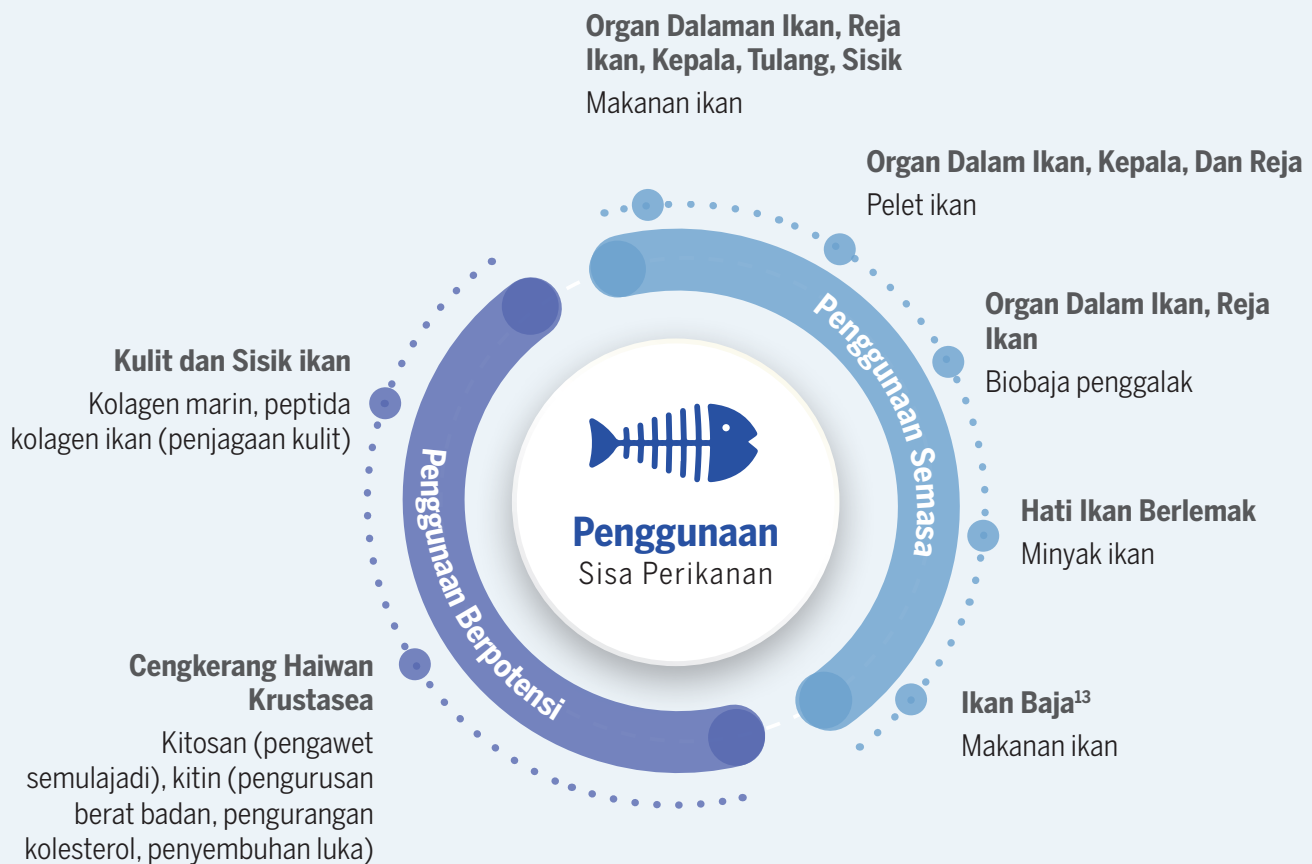 Organ Dalaman Ikan, Reja
Ikan, Kepala, Tulang, Sisik
Makanan ikan
Organ Dalam Ikan, Kepala, Dan Reja
Pelet ikan
Organ Dalam Ikan, Reja
Ikan
Biobaja penggalak
Hati Ikan Berlemak
Minyak ikan
Ikan Baja¹³
Makanan ikan
Penggunaan Semasa
Penggunaan
Sisa Perikanan
Penggunaan Berpotensi
Kulit dan Sisik ikan
Kolagen marin, peptida
kolagen ikan (penjagaan kulit)
Cengkerang Haiwan
Krustasea
Kitosan (pengawet
semulajadi), kitin (pengurusan
berat badan, pengurangan
kolesterol, penyembuhan luka)